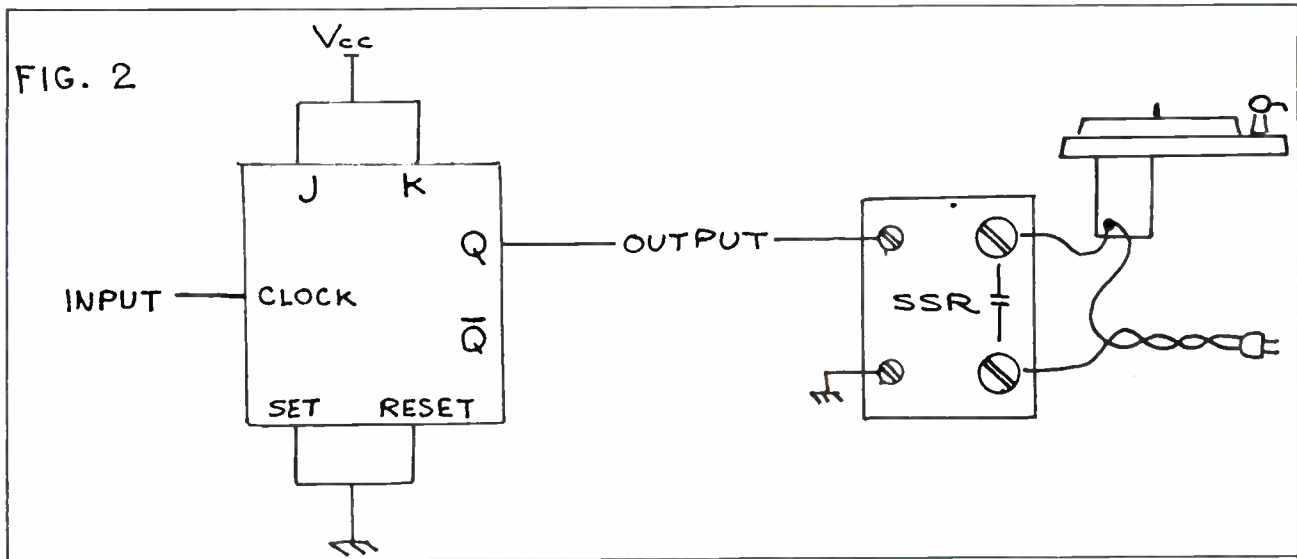 FIG. 2
Vcc
J K
Q
OUTPUT
INPUT
CLOCK
SSR
Q̅
SET RESET